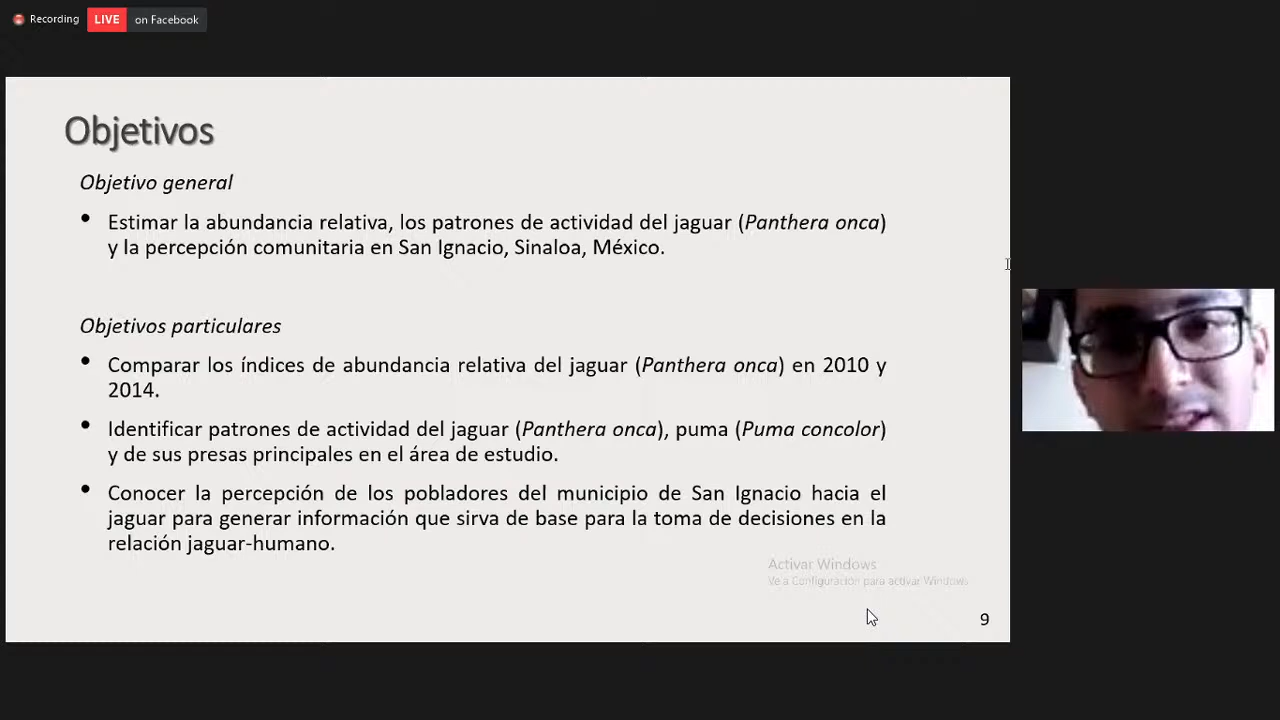 Recording LIVE on Facebook
Objetivos
Objetivo general
• Estimar la abundancia relativa, los patrones de actividad del jaguar (Panthera onca)
y la percepción comunitaria en San Ignacio, Sinaloa, México.
Objetivos particulares
• Comparar los índices de abundancia relativa del jaguar (Panthera onca) en 2010 y
2014.
• Identificar patrones de actividad del jaguar (Panthera onca), puma (Puma concolor)
y de sus presas principales en el área de estudio.
• Conocer la percepción de los pobladores del municipio de San Ignacio hacia el
jaguar para generar información que sirva de base para la toma de decisiones en la
relación jaguar-humano.
Activar Windows
Ve a Configuración para activar Windows
9